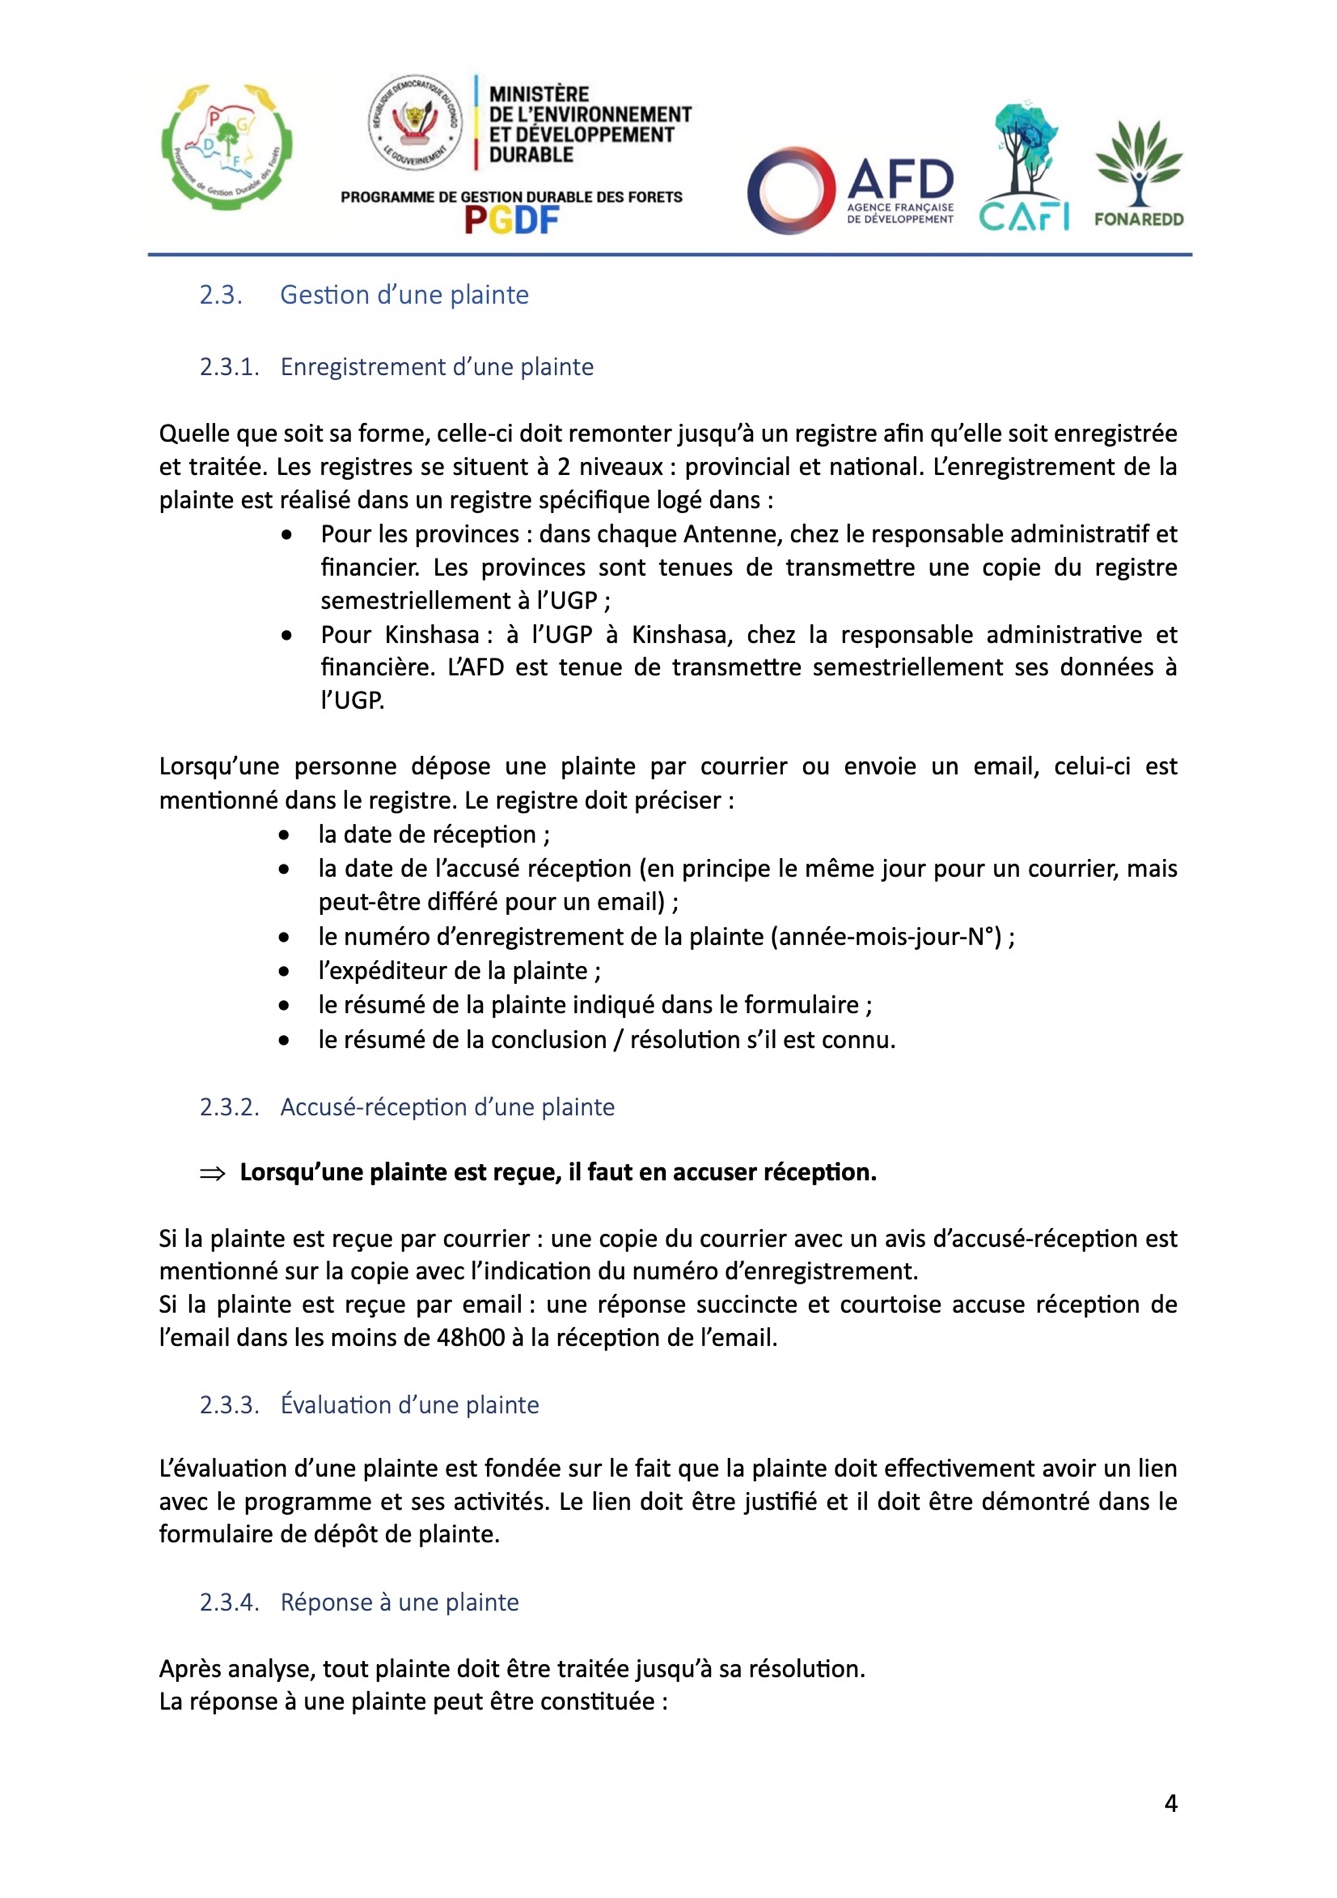 P G
D F
Programme de Gestion Durable des Forêts
RÉPUBLIQUE DÉMOCRATIQUE DU CONGO
LE GOUVERNEMENT
MINISTÈRE
DE L'ENVIRONNEMENT
ET DÉVELOPPEMENT
DURABLE
PROGRAMME DE GESTION DURABLE DES FORETS
PGDF
AFD
AGENCE FRANÇAISE
DE DÉVELOPPEMENT
CAFI
FONAREDD
2.3. Gestion d’une plainte
2.3.1. Enregistrement d’une plainte
Quelle que soit sa forme, celle-ci doit remonter jusqu’à un registre afin qu’elle soit enregistrée
et traitée. Les registres se situent à 2 niveaux : provincial et national. L’enregistrement de la
plainte est réalisé dans un registre spécifique logé dans :
• Pour les provinces : dans chaque Antenne, chez le responsable administratif et
financier. Les provinces sont tenues de transmettre une copie du registre
semestriellement à l’UGP ;
• Pour Kinshasa : à l’UGP à Kinshasa, chez la responsable administrative et
financière. L’AFD est tenue de transmettre semestriellement ses données à
l’UGP.
Lorsqu’une personne dépose une plainte par courrier ou envoie un email, celui-ci est
mentionné dans le registre. Le registre doit préciser :
• la date de réception ;
• la date de l’accusé réception (en principe le même jour pour un courrier, mais
peut-être différé pour un email) ;
• le numéro d’enregistrement de la plainte (année-mois-jour-N°) ;
• l’expéditeur de la plainte ;
• le résumé de la plainte indiqué dans le formulaire ;
• le résumé de la conclusion / résolution s’il est connu.
2.3.2. Accusé-réception d’une plainte
⇒ Lorsqu’une plainte est reçue, il faut en accuser réception.
Si la plainte est reçue par courrier : une copie du courrier avec un avis d’accusé-réception est
mentionné sur la copie avec l’indication du numéro d’enregistrement.
Si la plainte est reçue par email : une réponse succincte et courtoise accuse réception de
l’email dans les moins de 48h00 à la réception de l’email.
2.3.3. Évaluation d’une plainte
L’évaluation d’une plainte est fondée sur le fait que la plainte doit effectivement avoir un lien
avec le programme et ses activités. Le lien doit être justifié et il doit être démontré dans le
formulaire de dépôt de plainte.
2.3.4. Réponse à une plainte
Après analyse, tout plainte doit être traitée jusqu’à sa résolution.
La réponse à une plainte peut être constituée :
4